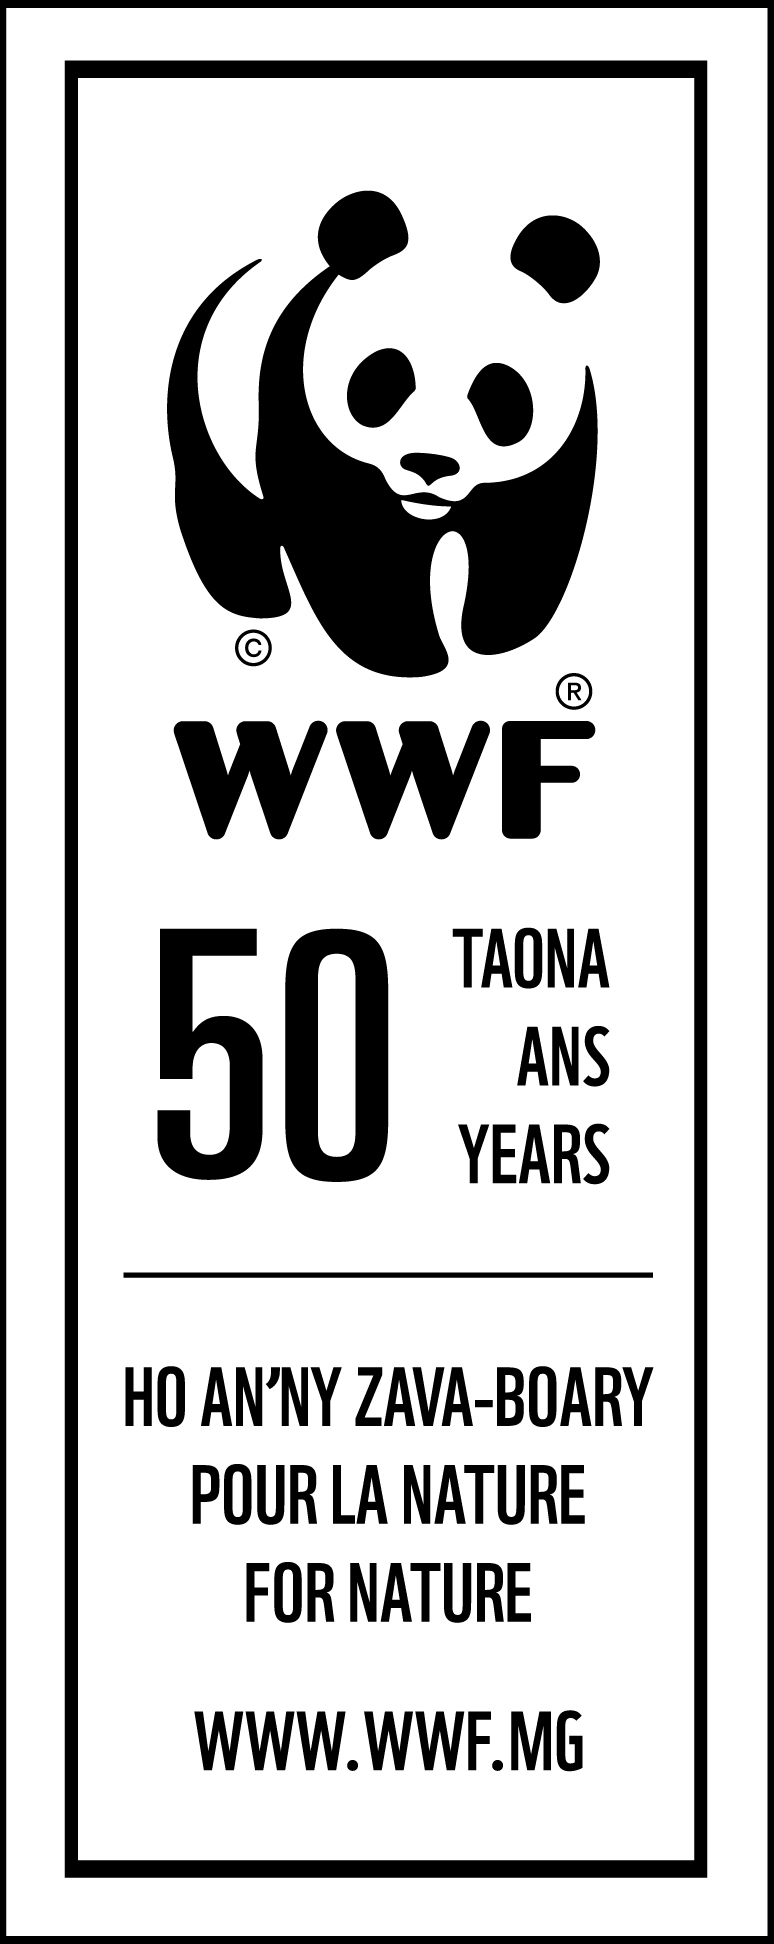 ©
®
WWF
50
TAONA
ANS
YEARS
HO AN’NY ZAVA-BOARY
POUR LA NATURE
FOR NATURE
WWW.WWF.MG